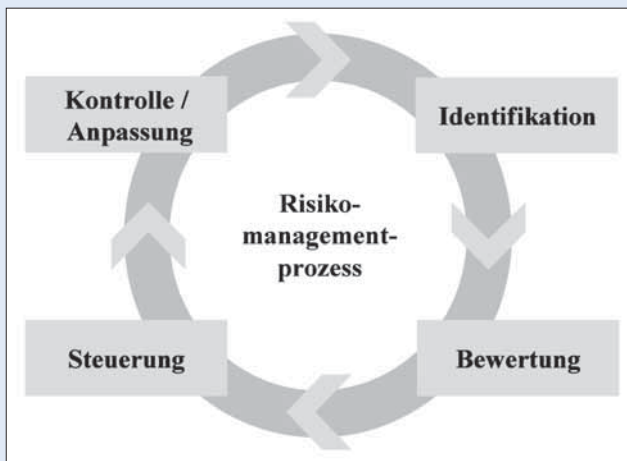 Kontrolle /
Anpassung
Identifikation
Risiko-
management-
prozess
Steuerung
Bewertung